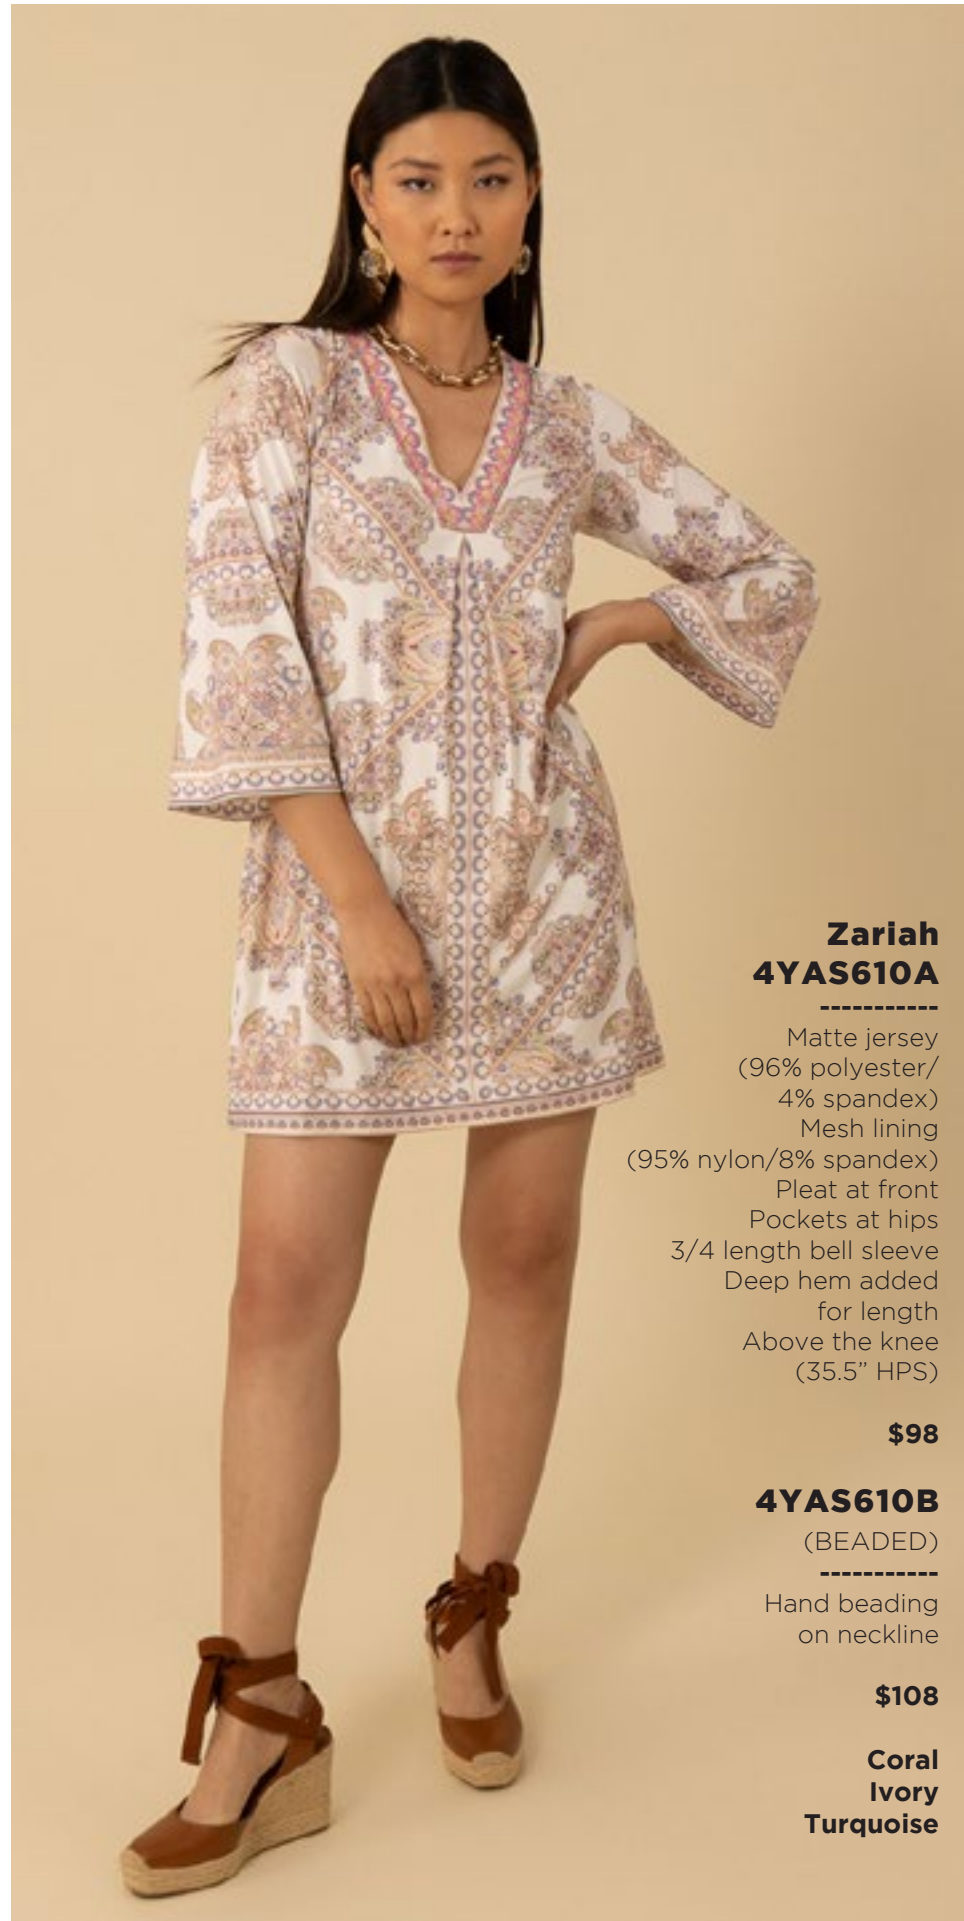 Zariah
4YAS610A
-----------
Matte jersey
(96% polyester/
4% spandex)
Mesh lining
(95% nylon/8% spandex)
Pleat at front
Pockets at hips
3/4 length bell sleeve
Deep hem added
for length
Above the knee
(35.5” HPS)
$98
4YAS610B
(BEADED)
-----------
Hand beading
on neckline
$108
Coral
Ivory
Turquoise